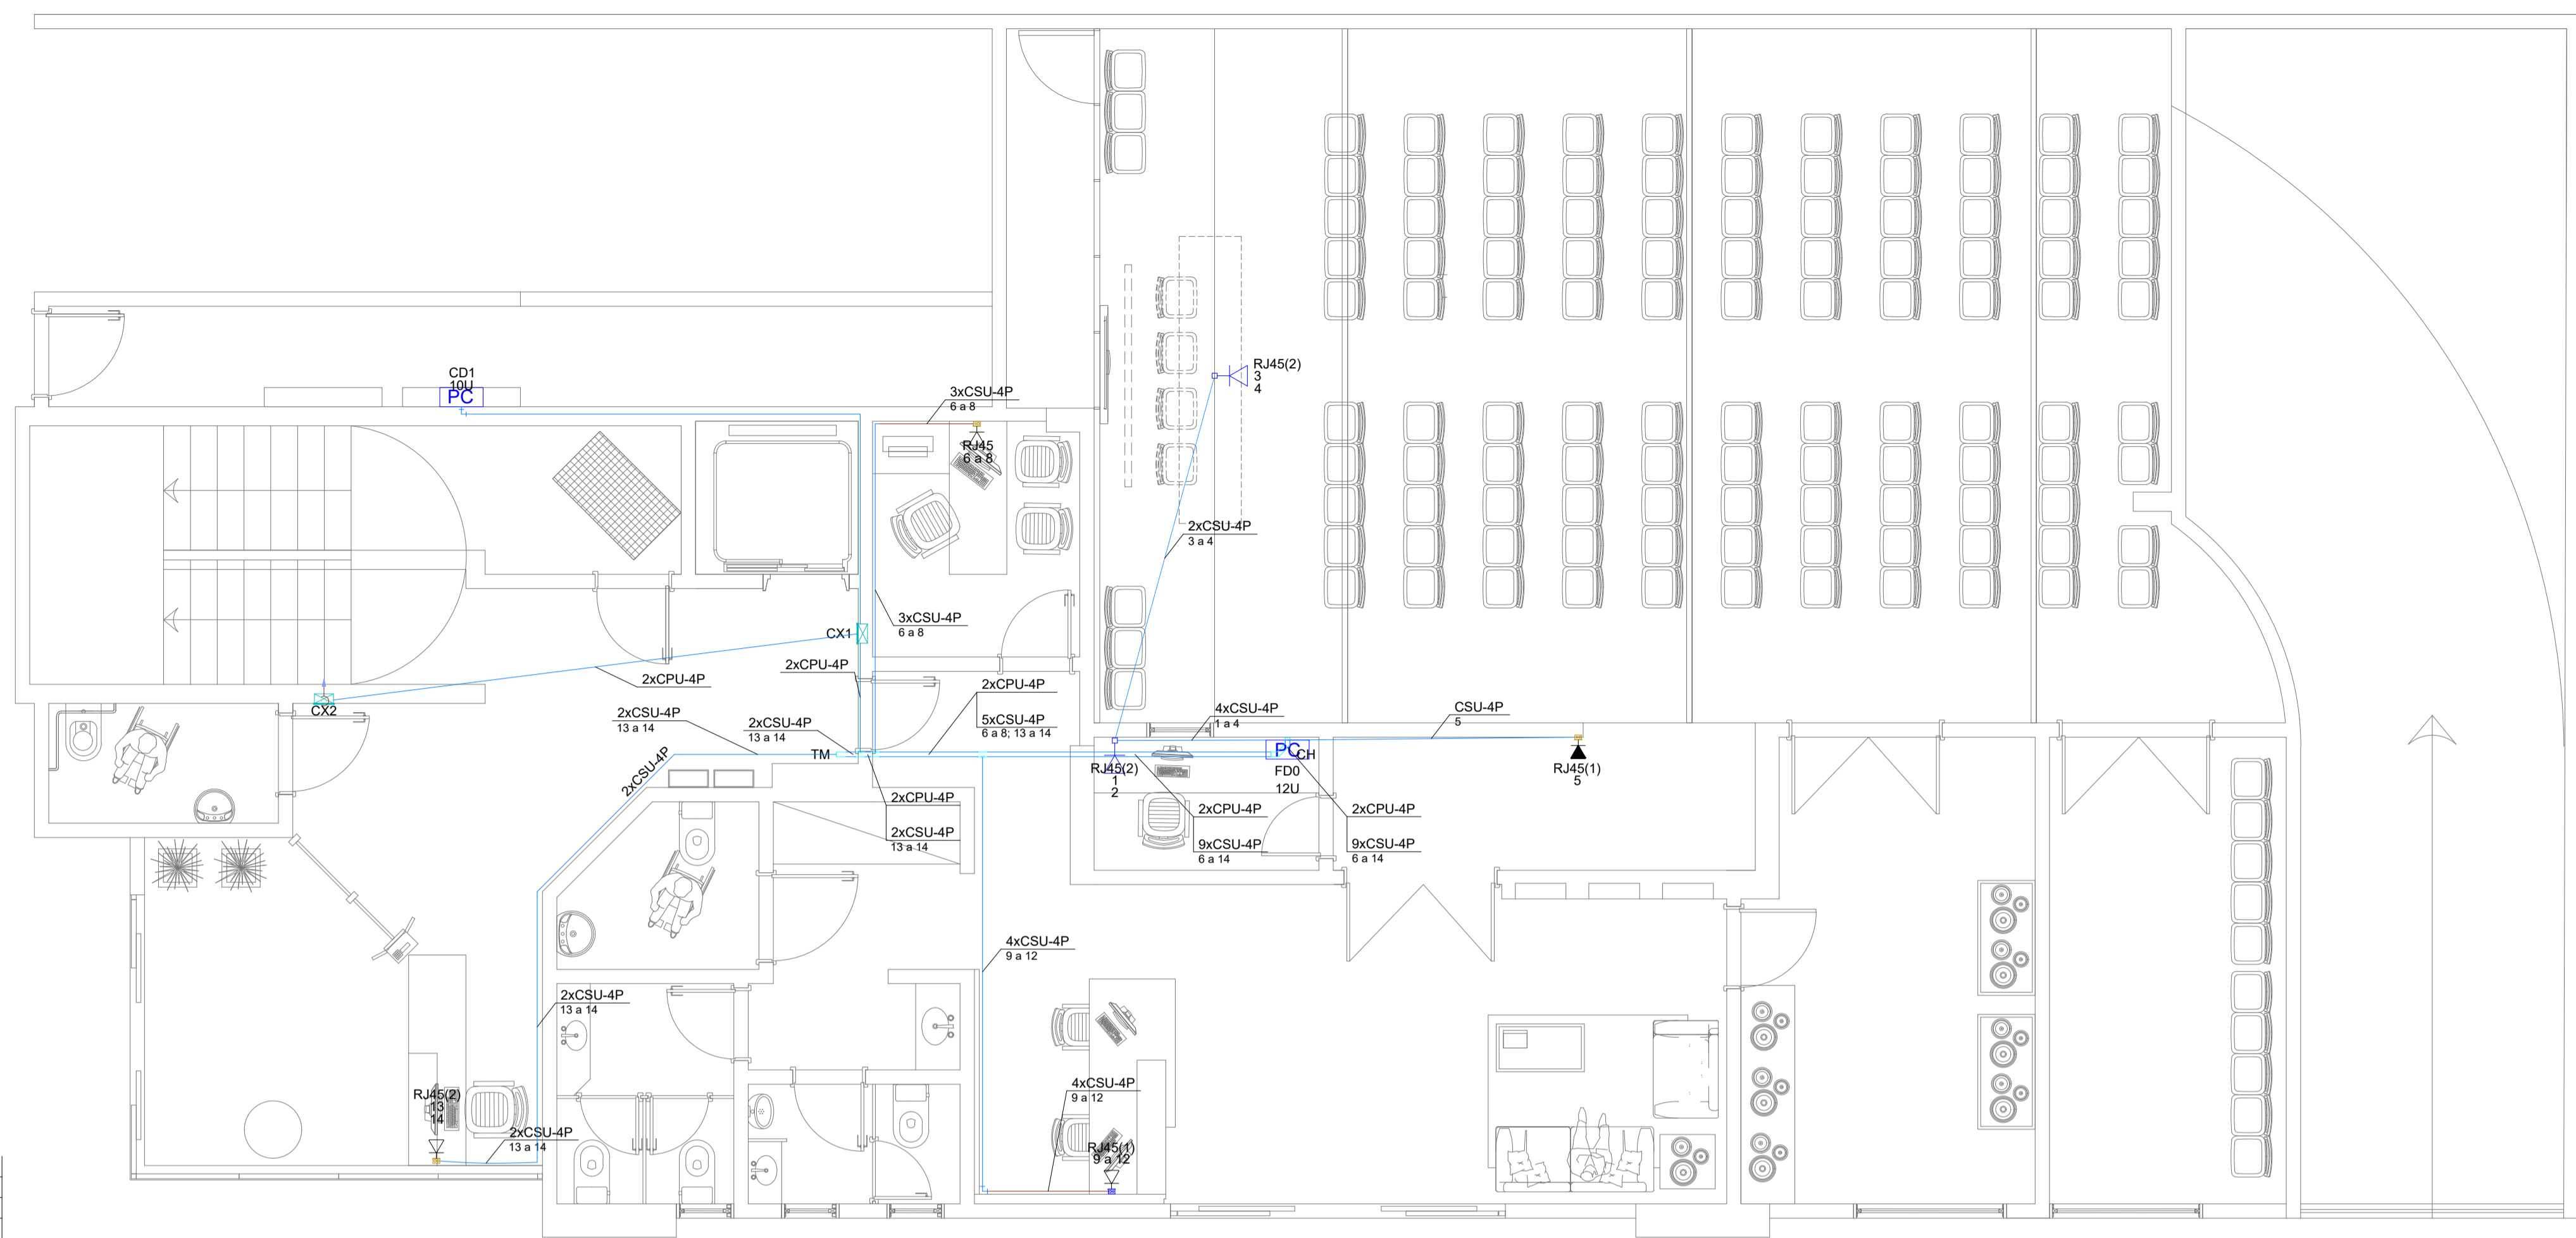 RJ45(2)
3
4
CD1
10U
PC
3xCSU-4P
6 a 8
RJ45
6 a 8
2xCSU-4P
3 a 4
3xCSU-4P
6 a 8
CX1
2xCPU-4P
2xCPU-4P
2xCPU-4P
CX2
2xCSU-4P
13 a 14
2xCSU-4P
13 a 14
5xCSU-4P
6 a 8; 13 a 14
4xCSU-4P
1 a 4
CSU-4P
5
TM
PC
CH
2xCSU-4P
RJ45(2)
1
2
FD0
12U
RJ45(1)
5
2xCPU-4P
2xCSU-4P
13 a 14
2xCPU-4P
9xCSU-4P
6 a 14
2xCPU-4P
9xCSU-4P
6 a 14
4xCSU-4P
9 a 12
2xCSU-4P
13 a 14
4xCSU-4P
9 a 12
RJ45(2)
13
14
2xCSU-4P
13 a 14
RJ45(1)
9 a 12